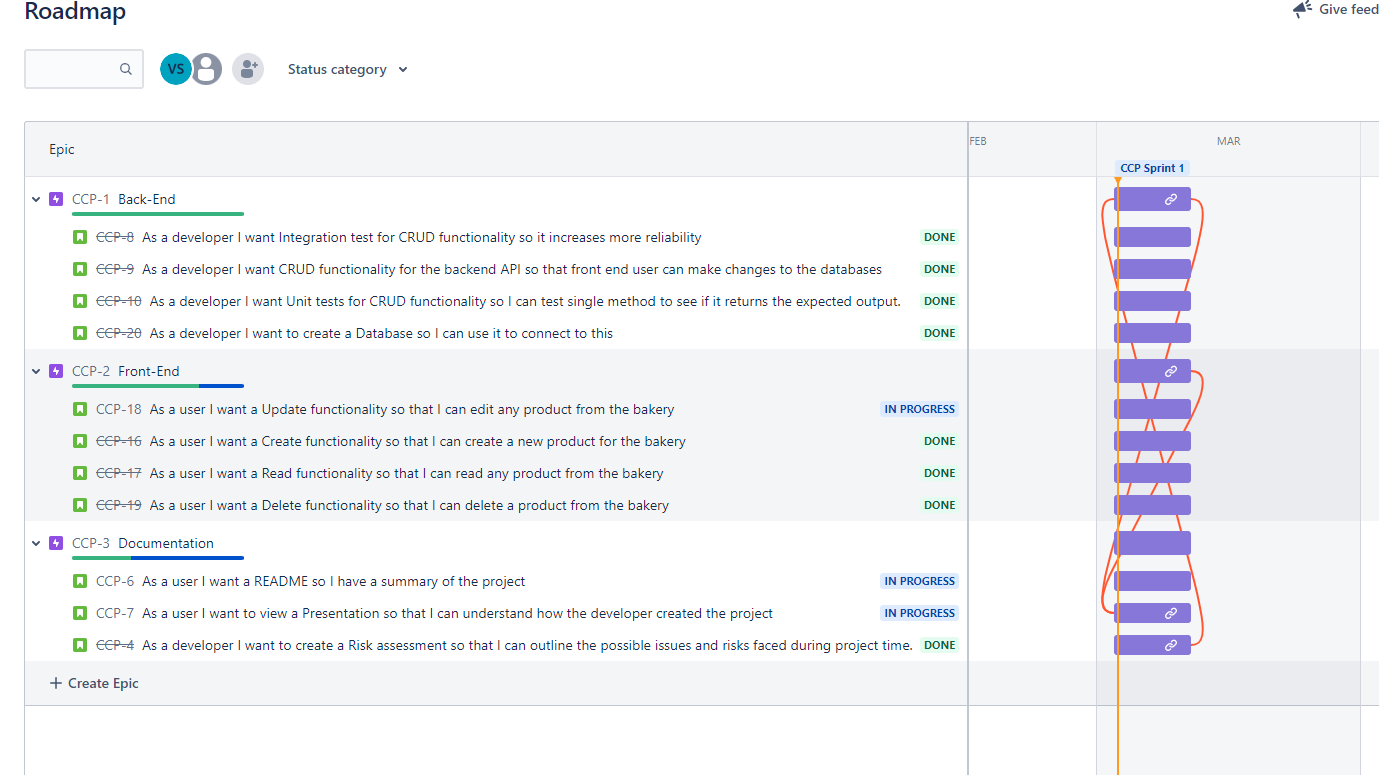 Roadmap
Give feed
VS
Status category
Epic
FEB
MAR
CCP Sprint 1
CCP-1 Back-End
CCP-8 As a developer I want Integration test for CRUD functionality so it increases more reliability DONE
CCP-9 As a developer I want CRUD functionality for the backend API so that front end user can make changes to the databases DONE
CCP-10 As a developer I want Unit tests for CRUD functionality so I can test single method to see if it returns the expected output. DONE
CCP-20 As a developer I want to create a Database so I can use it to connect to this DONE
CCP-2 Front-End
CCP-18 As a user I want a Update functionality so that I can edit any product from the bakery IN PROGRESS
CCP-16 As a user I want a Create functionality so that I can create a new product for the bakery DONE
CCP-17 As a user I want a Read functionality so that I can read any product from the bakery DONE
CCP-19 As a user I want a Delete functionality so that I can delete a product from the bakery DONE
CCP-3 Documentation
CCP-6 As a user I want a README so I have a summary of the project IN PROGRESS
CCP-7 As a user I want to view a Presentation so that I can understand how the developer created the project IN PROGRESS
CCP-4 As a developer I want to create a Risk assessment so that I can outline the possible issues and risks faced during project time. DONE
+ Create Epic